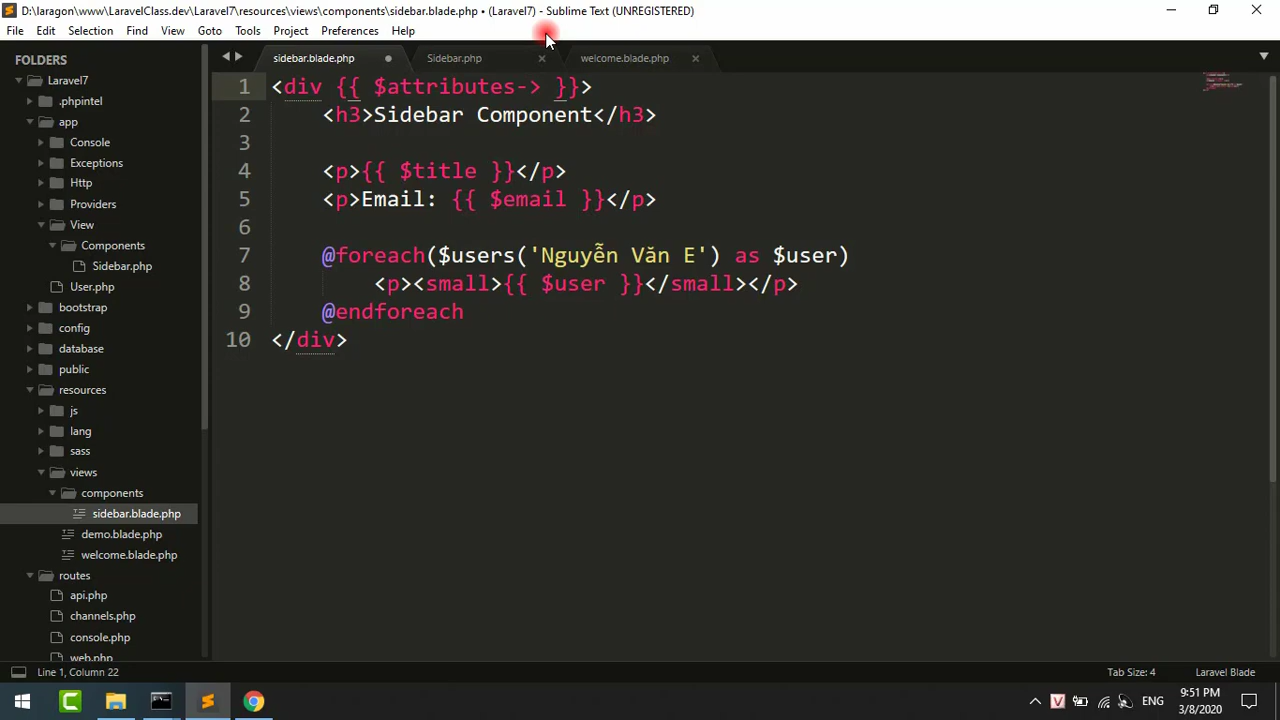 D:\laragon\www\LaravelClass.dev\Laravel7\resources\views\components\sidebar.blade.php • (Laravel7) - Sublime Text (UNREGISTERED)
File Edit Selection Find View Goto Tools Project Preferences Help
FOLDERS
Laravel7
.phpintel
app
Console
Exceptions
Http
Providers
View
Components
Sidebar.php
User.php
bootstrap
config
database
public
resources
js
lang
sass
views
components
sidebar.blade.php
demo.blade.php
welcome.blade.php
routes
api.php
channels.php
console.php
web.php
sidebar.blade.php Sidebar.php welcome.blade.php
1 <div {{ $attributes-> }}>
2 <h3>Sidebar Component</h3>
3
4 <p>{{ $title }}</p>
5 <p>Email: {{ $email }}</p>
6
7 @foreach($users('Nguyễn Văn E') as $user)
8 <p><small>{{ $user }}</small></p>
9 @endforeach
10 </div>
Line 1, Column 22 Tab Size: 4 Laravel Blade
ENG 9:51 PM
3/8/2020